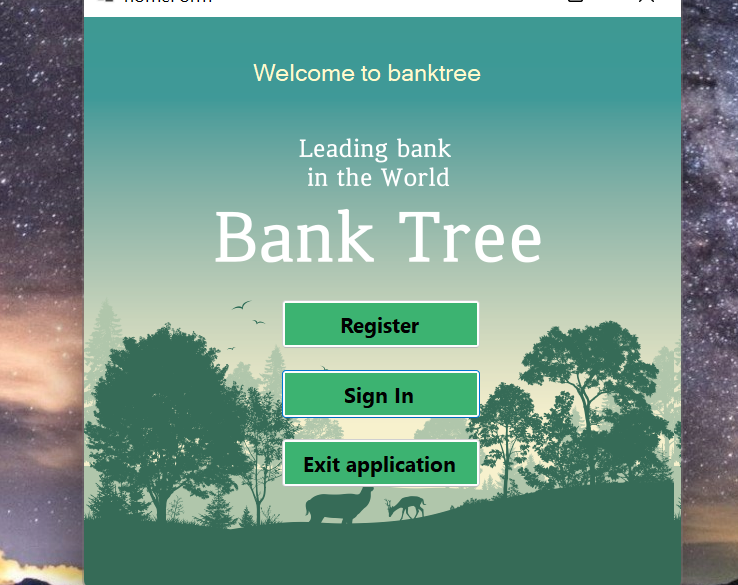 Welcome to banktree
Leading bank
in the World
Bank Tree
Register
Sign In
Exit application